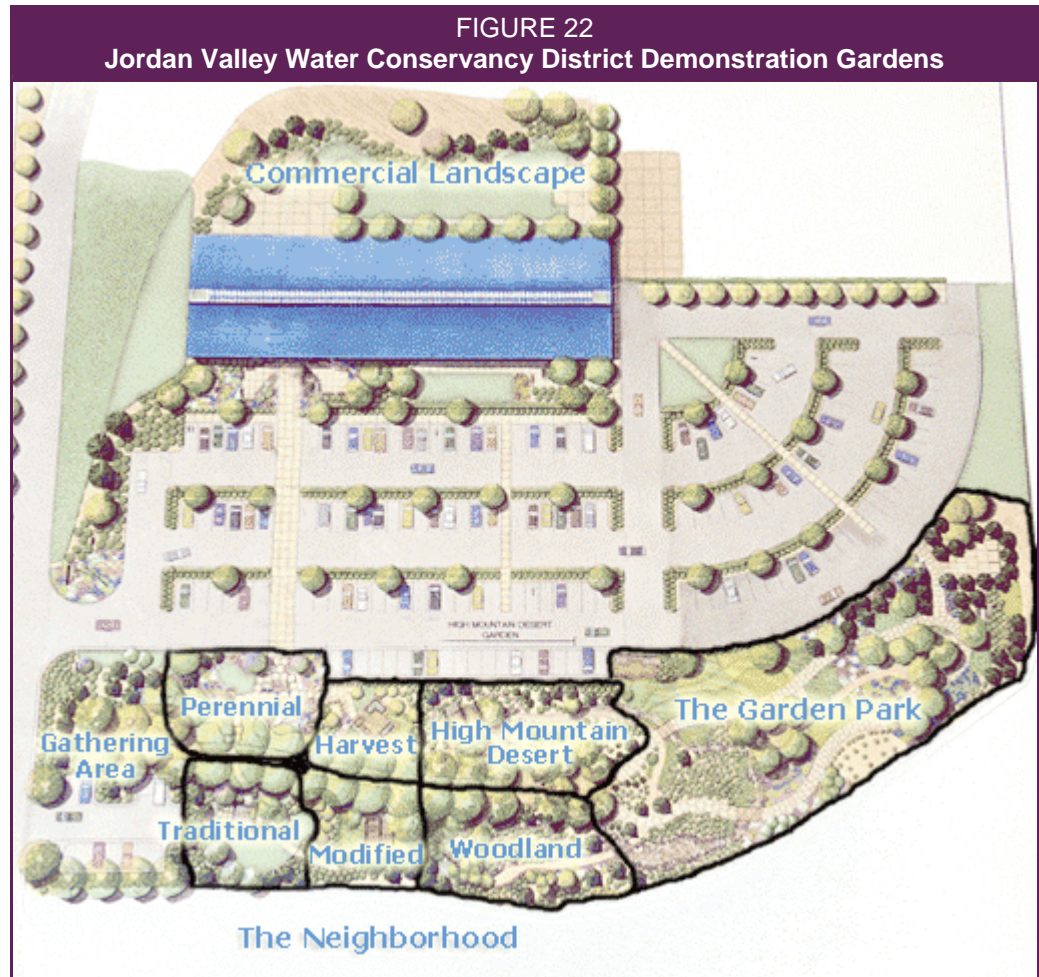 FIGURE 22
Jordan Valley Water Conservancy District Demonstration Gardens
Commercial Landscape
HIGH MOUNTAIN DESERT
GARDEN
Perennial
Gathering
Area
Harvest
High Mountain
Desert
The Garden Park
Traditional
Modified
Woodland
The Neighborhood